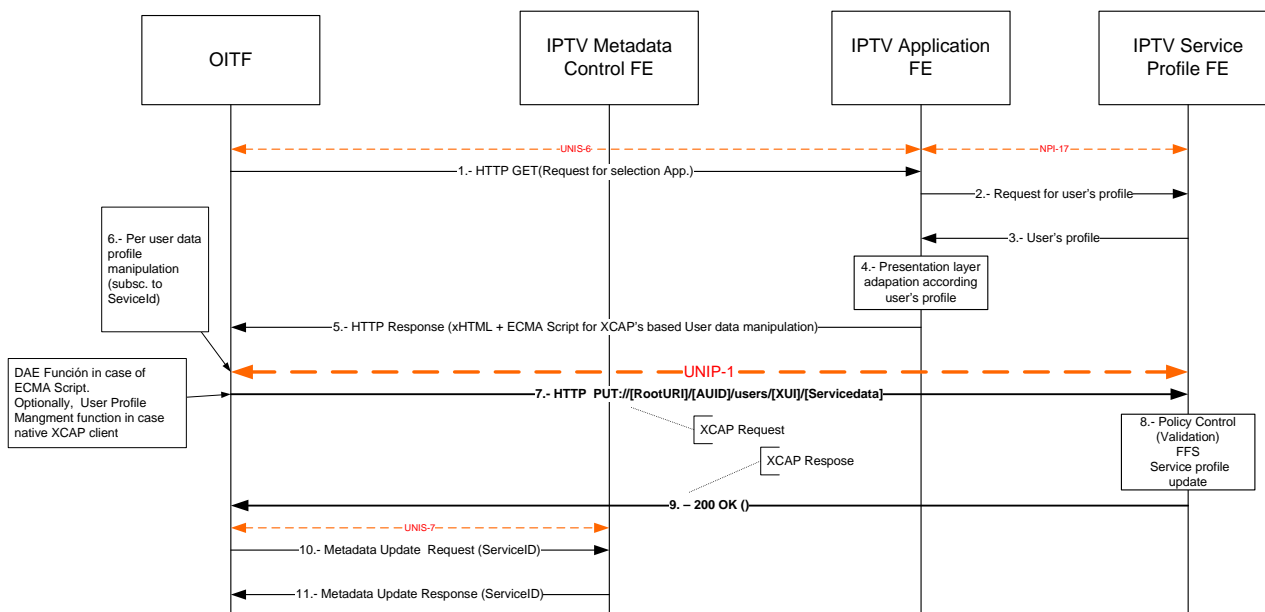 OITF
IPTV Metadata
Control FE
IPTV Application
FE
IPTV Service
Profile FE
UNIS-6
NPI-17
1.- HTTP GET(Request for selection App.)
2.- Request for user's profile
3.- User's profile
6.- Per user data
profile
manipulation
(subsc. to
SeviceId)
4.- Presentation layer
adapation according
user's profile
5.- HTTP Response (xHTML + ECMA Script for XCAP's based User data manipulation)
UNIP-1
DAE Función in case of
ECMA Script.
Optionally,  User Profile
Mangment function in case
native XCAP client
7.- HTTP  PUT://[RootURI]/[AUID]/users/[XUI]/[Servicedata]
XCAP Request
8.- Policy Control
(Validation)
FFS
Service profile
update
XCAP Respose
9. – 200 OK ()
UNIS-7
10.- Metadata Update  Request (ServiceID)
11.- Metadata Update Response (ServiceID)